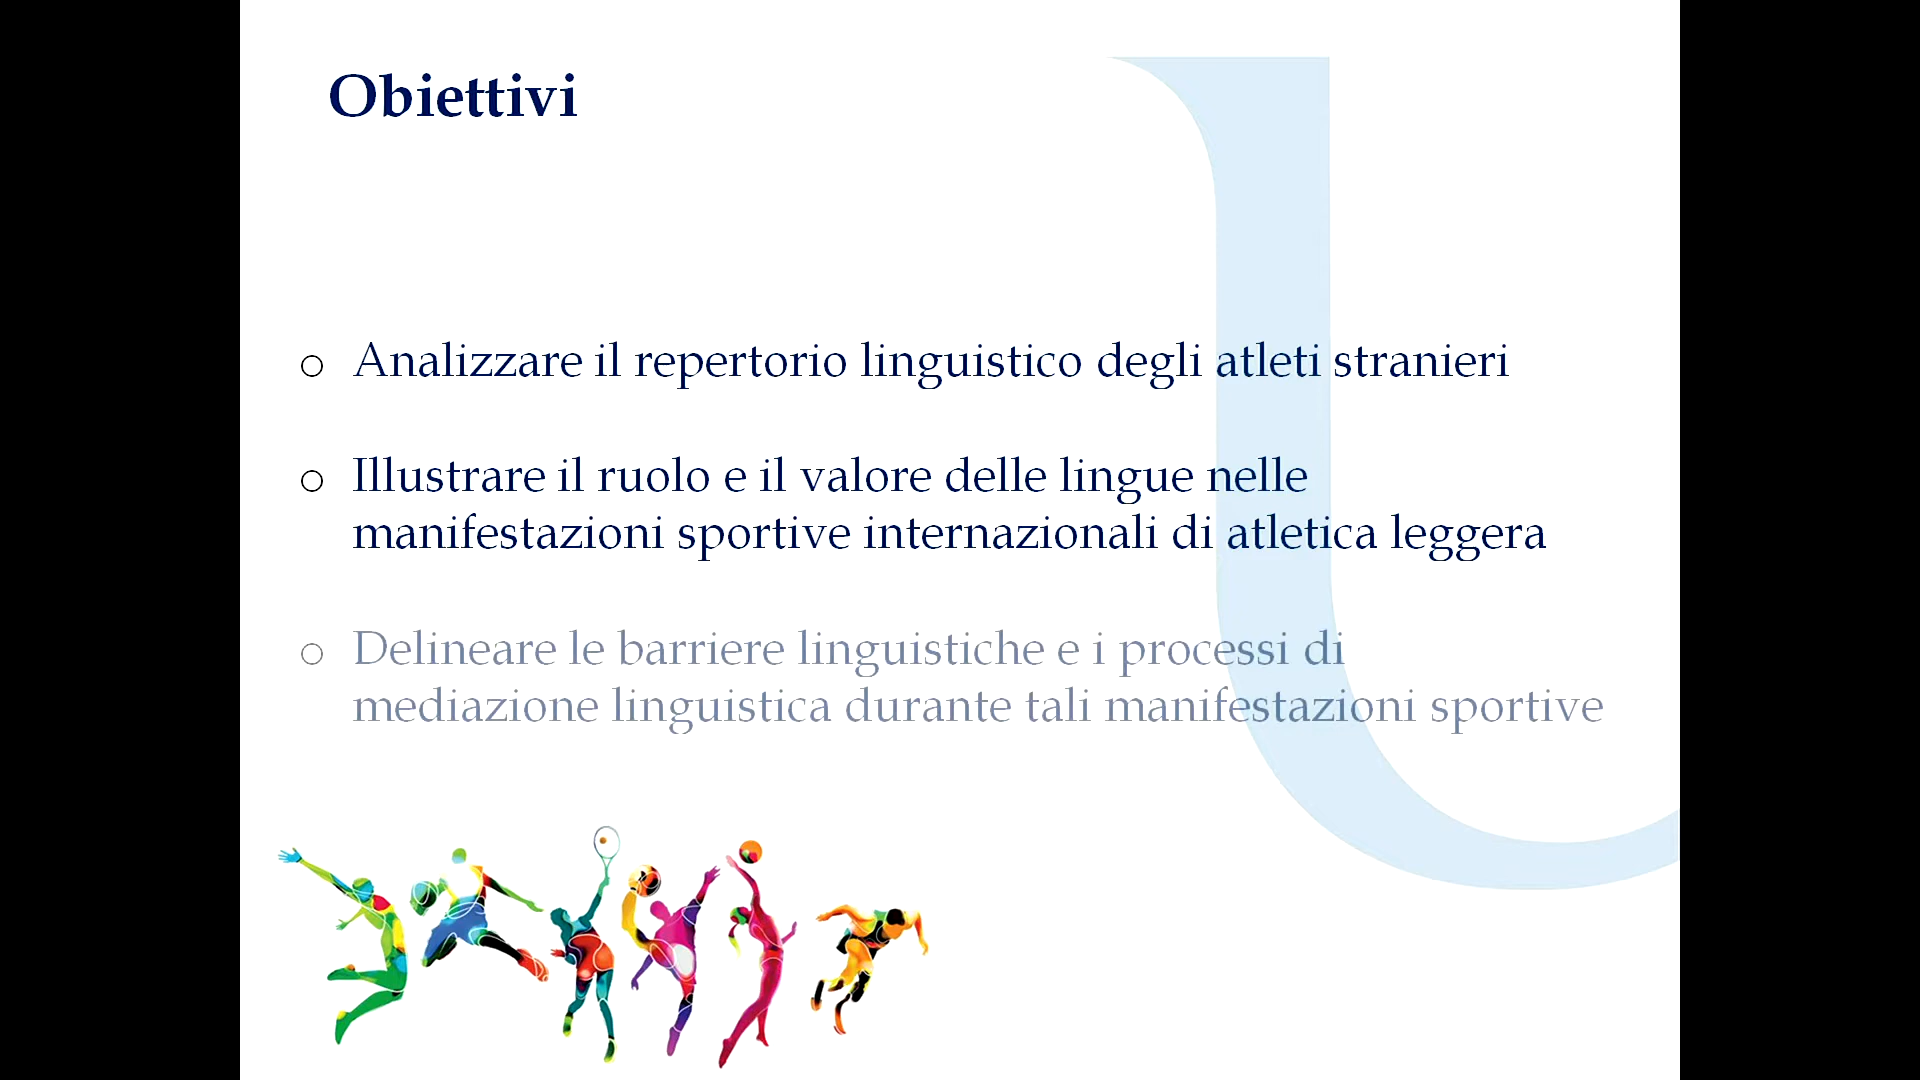 Obiettivi
o Analizzare il repertorio linguistico degli atleti stranieri
o Illustrare il ruolo e il valore delle lingue nelle
manifestazioni sportive internazionali di atletica leggera
o Delineare le barriere linguistiche e i processi di
mediazione linguistica durante tali manifestazioni sportive